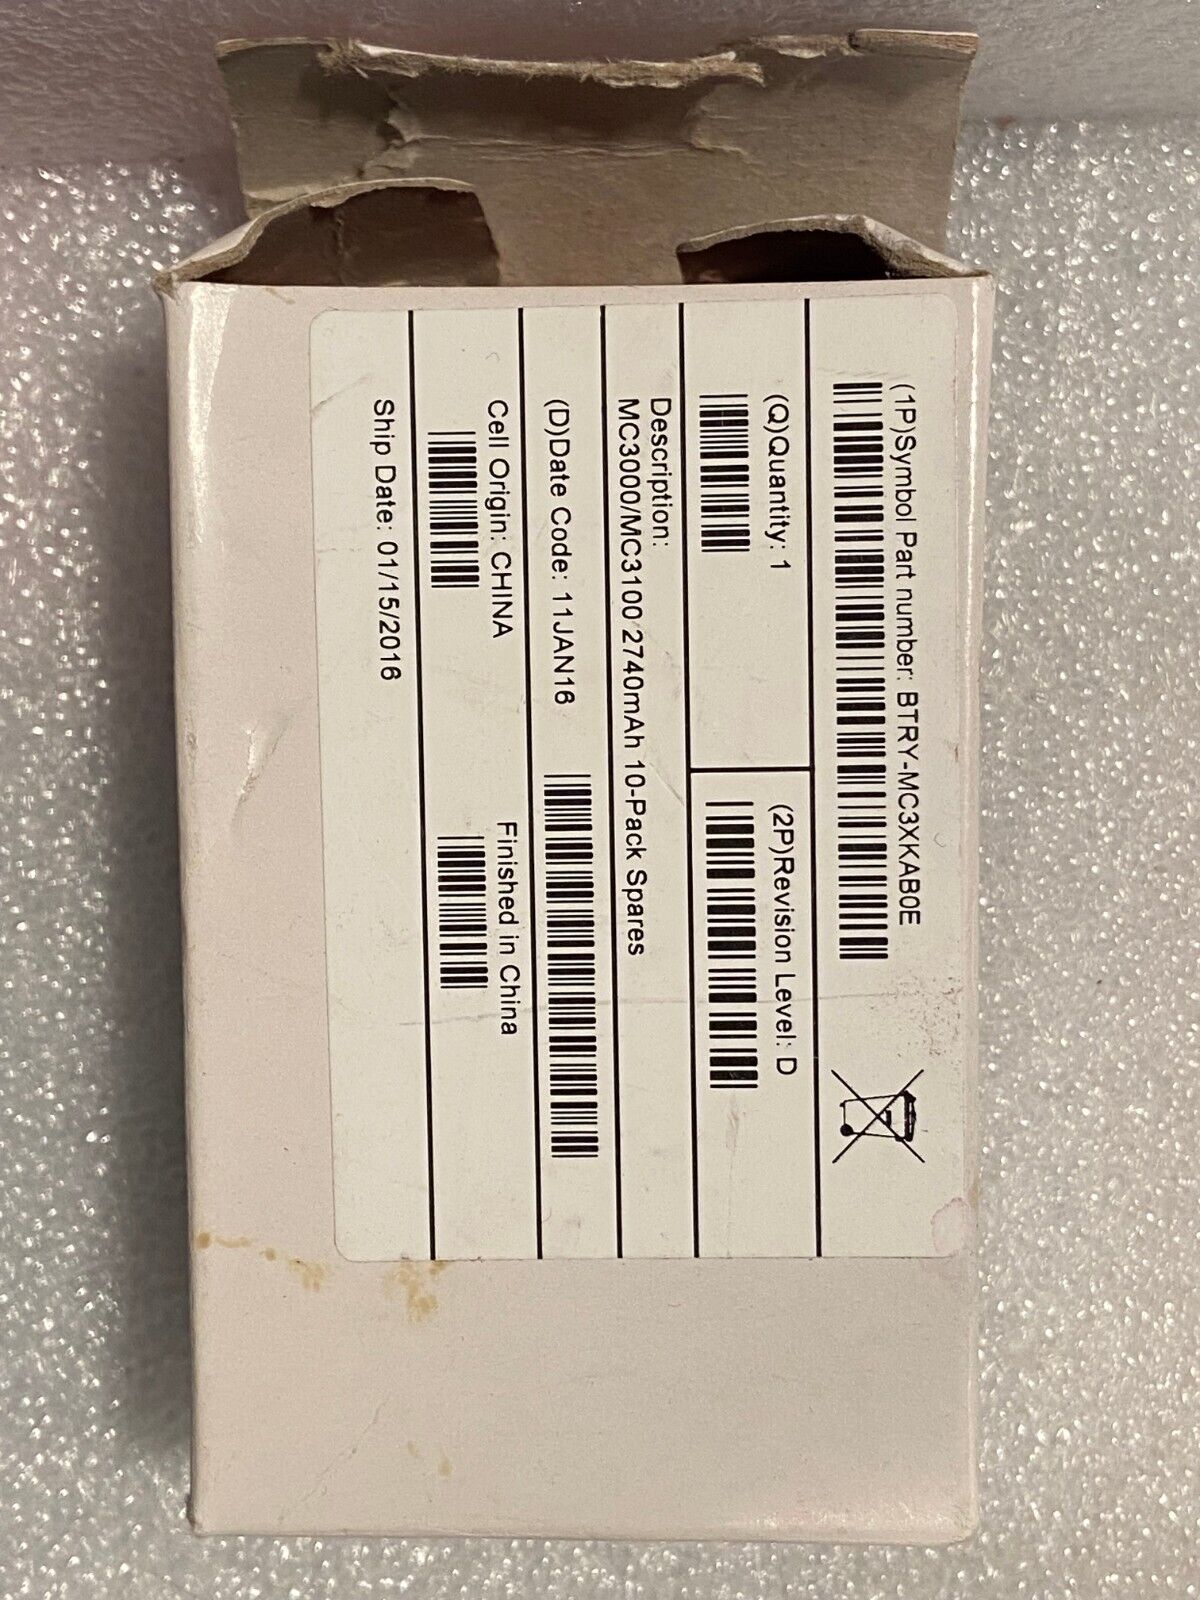 (1P)Symbol Part number: BTRY-MC3XKAB0E
(Q)Quantity: 1
(2P)Revision Level: D
Description:
MC3000/MC3100 2740mAh 10-Pack Spares
(D)Date Code: 11JAN16
Cell Origin: CHINA
Finished in China
Ship Date: 01/15/2016